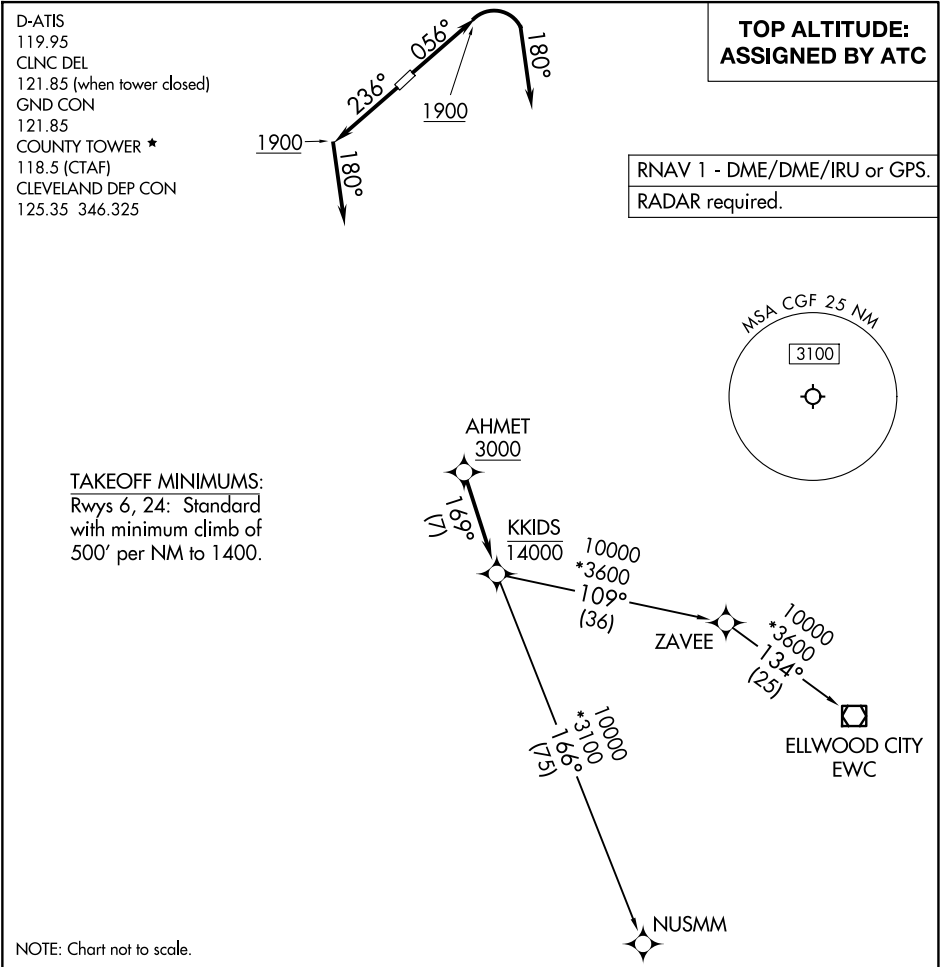 D-ATIS
119.95
CLNC DEL
121.85 (when tower closed)
GND CON
121.85
COUNTY TOWER ★
118.5 (CTAF)
CLEVELAND DEP CON
125.35 346.325
236°
056°
180°
1900
1900
180°
TOP ALTITUDE:
ASSIGNED BY ATC
RNAV 1 - DME/DME/IRU or GPS.
RADAR required.
MSA CGF 25 NM
3100
TAKEOFF MINIMUMS:
Rwys 6, 24: Standard
with minimum climb of
500' per NM to 1400.
AHMET
3000
169°
(7)
KKIDS
14000
10000
*3600
109°
(36)
ZAVEE
10000
*3600
134°
(25)
ELLWOOD CITY
EWC
10000
*3100
166°
(75)
NUSMM
NOTE: Chart not to scale.